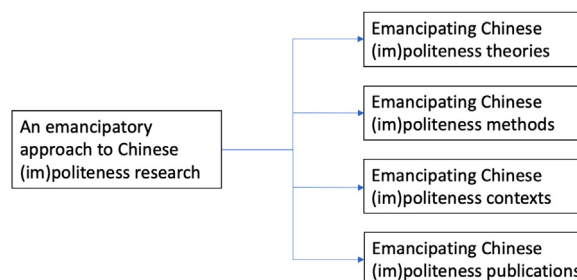 An emancipatory
approach to Chinese
(im)politeness research
Emancipating Chinese
(im)politeness theories
Emancipating Chinese
(im)politeness methods
Emancipating Chinese
(im)politeness contexts
Emancipating Chinese
(im)politeness publications